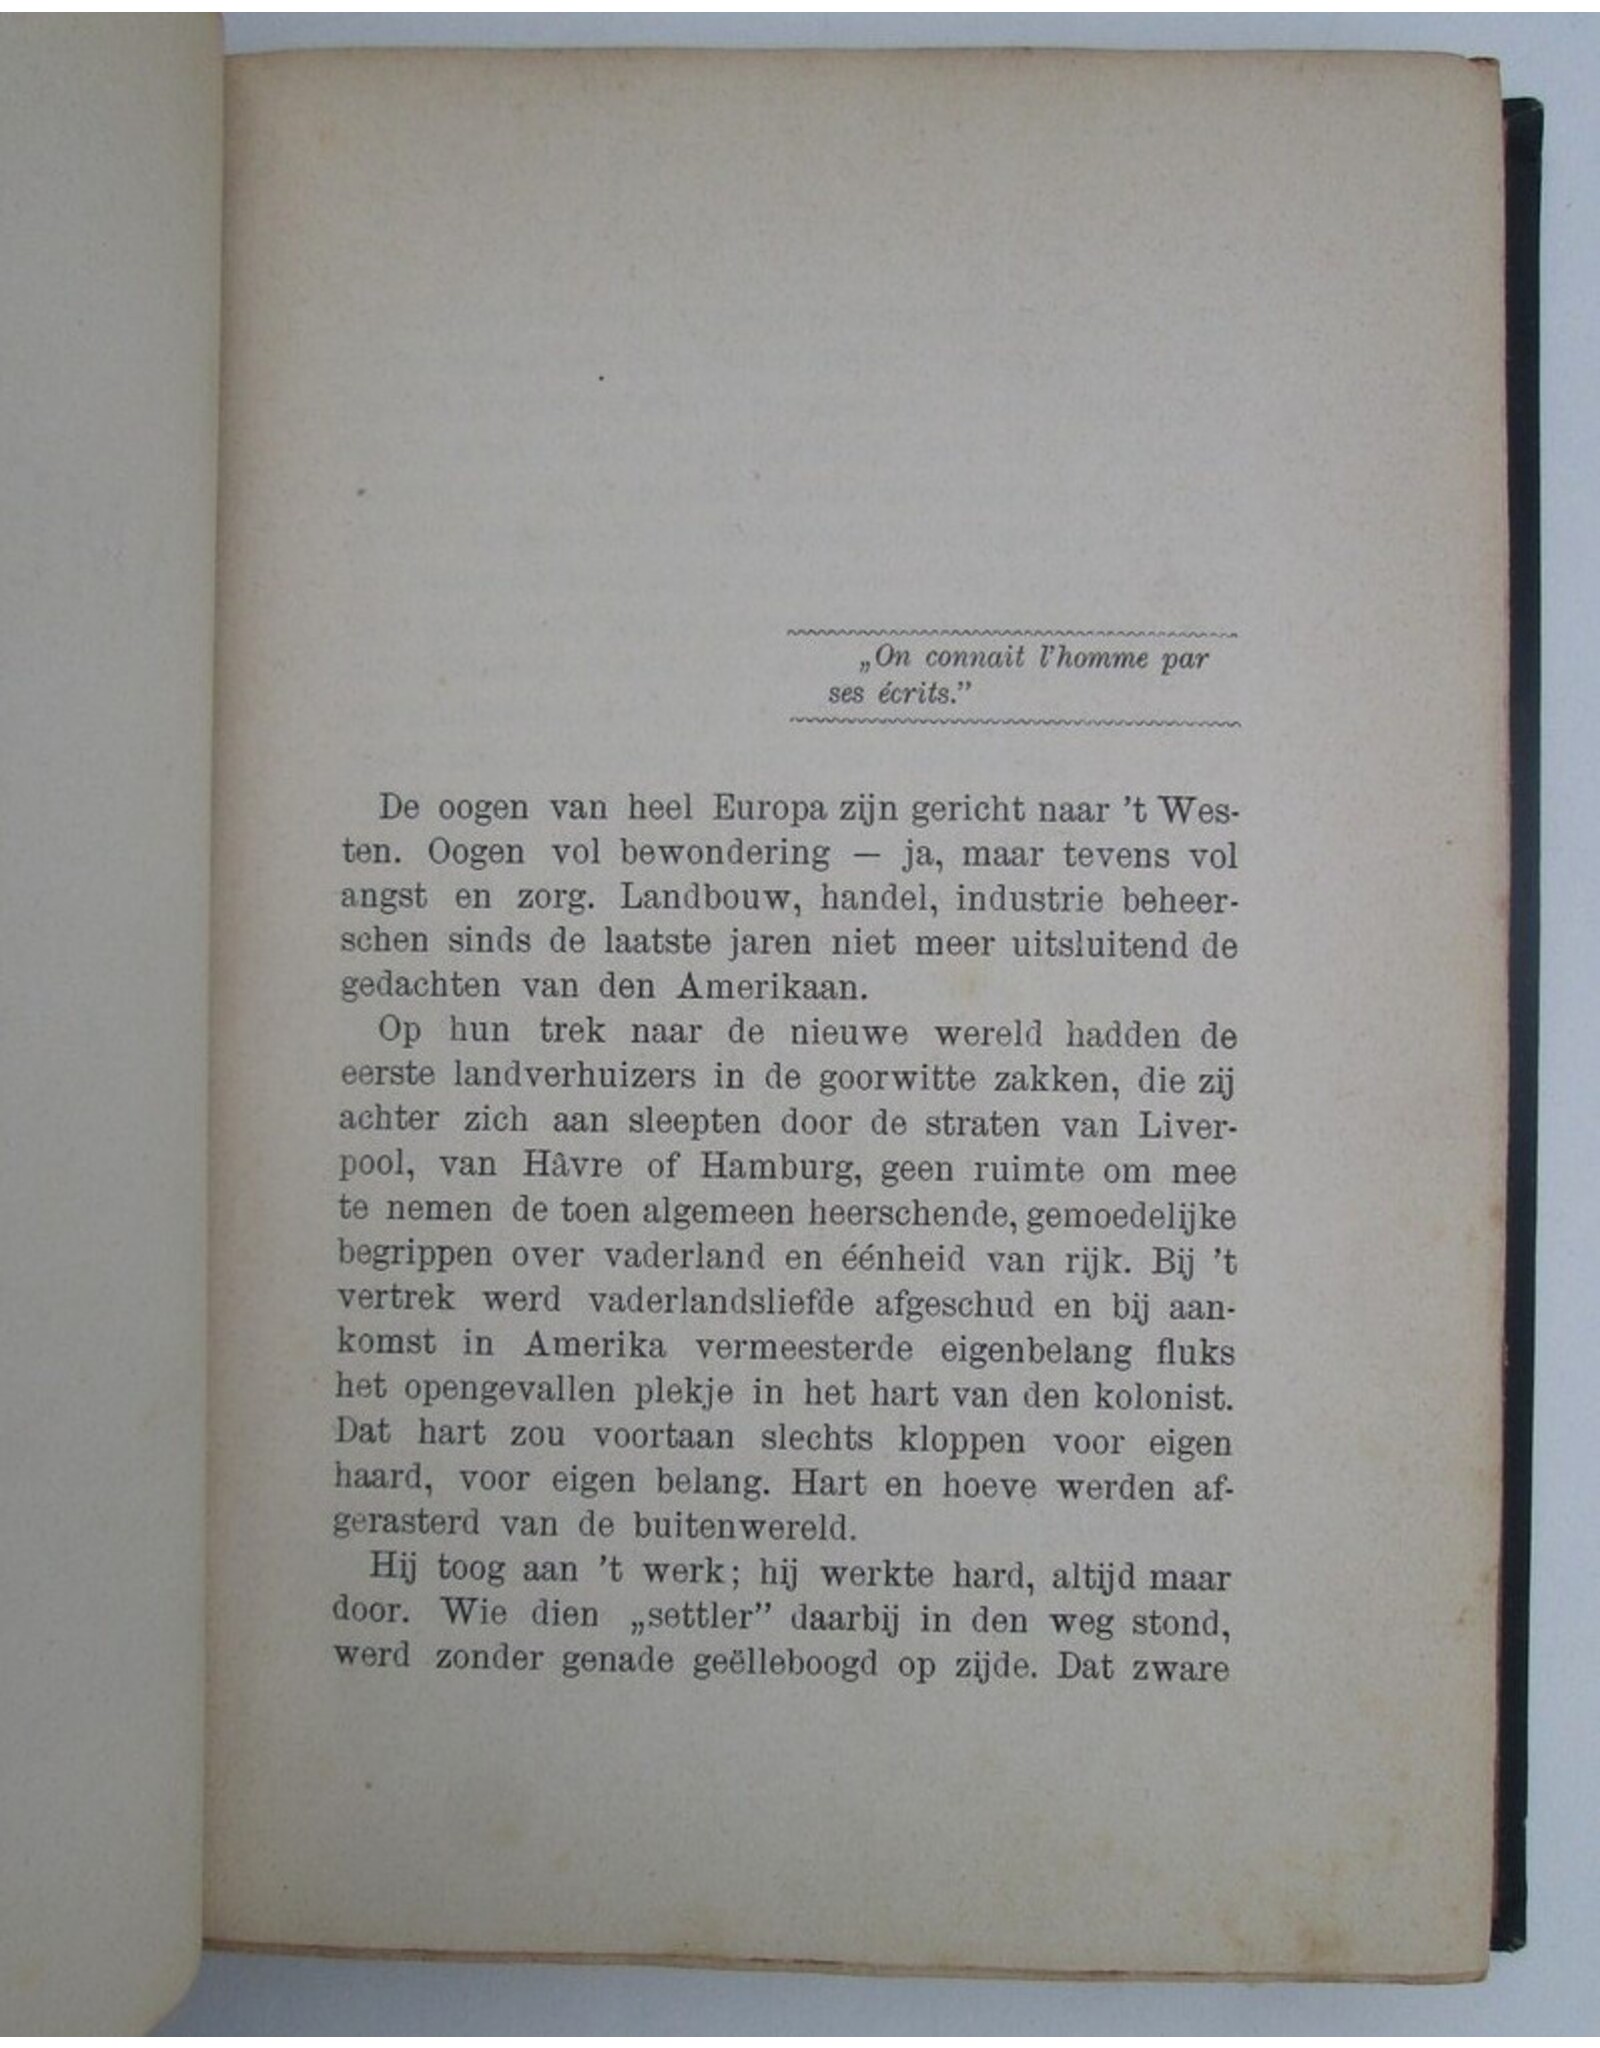 „On connait l'homme par
ses écrits.”
De oogen van heel Europa zijn gericht naar 't Wes-
ten. Oogen vol bewondering — ja, maar tevens vol
angst en zorg. Landbouw, handel, industrie beheer-
schen sinds de laatste jaren niet meer uitsluitend de
gedachten van den Amerikaan.
Op hun trek naar de nieuwe wereld hadden de
eerste landverhuizers in de goorwitte zakken, die zij
achter zich aan sleepten door de straten van Liver-
pool, van Hâvre of Hamburg, geen ruimte om mee
te nemen de toen algemeen heerschende, gemoedelijke
begrippen over vaderland en éénheid van rijk. Bij 't
vertrek werd vaderlandsliefde afgeschud en bij aan-
komst in Amerika vermeesterde eigenbelang fluks
het opengevallen plekje in het hart van den kolonist.
Dat hart zou voortaan slechts kloppen voor eigen
haard, voor eigen belang. Hart en hoeve werden af-
gerasterd van de buitenwereld.
Hij toog aan 't werk; hij werkte hard, altijd maar
door. Wie dien „settler” daarbij in den weg stond,
werd zonder genade geëlleboogd op zijde. Dat zware